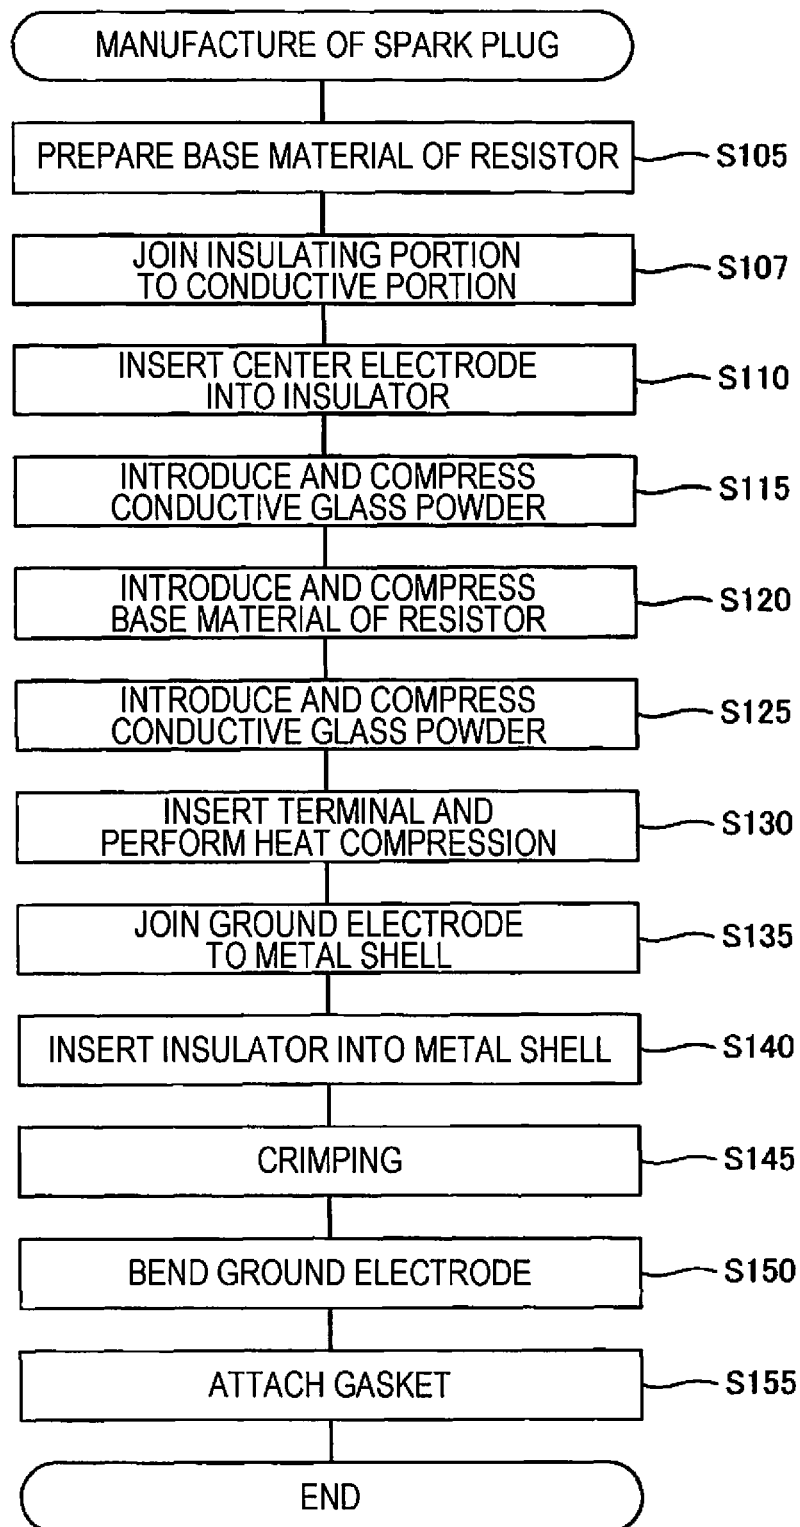 MANUFACTURE OF SPARK PLUG
PREPARE BASE MATERIAL OF RESISTOR
S105
JOIN INSULATING PORTION
TO CONDUCTIVE PORTION
S107
INSERT CENTER ELECTRODE
INTO INSULATOR
S110
INTRODUCE AND COMPRESS
CONDUCTIVE GLASS POWDER
S115
INTRODUCE AND COMPRESS
BASE MATERIAL OF RESISTOR
S120
INTRODUCE AND COMPRESS
CONDUCTIVE GLASS POWDER
S125
INSERT TERMINAL AND
PERFORM HEAT COMPRESSION
S130
JOIN GROUND ELECTRODE
TO METAL SHELL
S135
INSERT INSULATOR INTO METAL SHELL
S140
CRIMPING
S145
BEND GROUND ELECTRODE
S150
ATTACH GASKET
S155
END